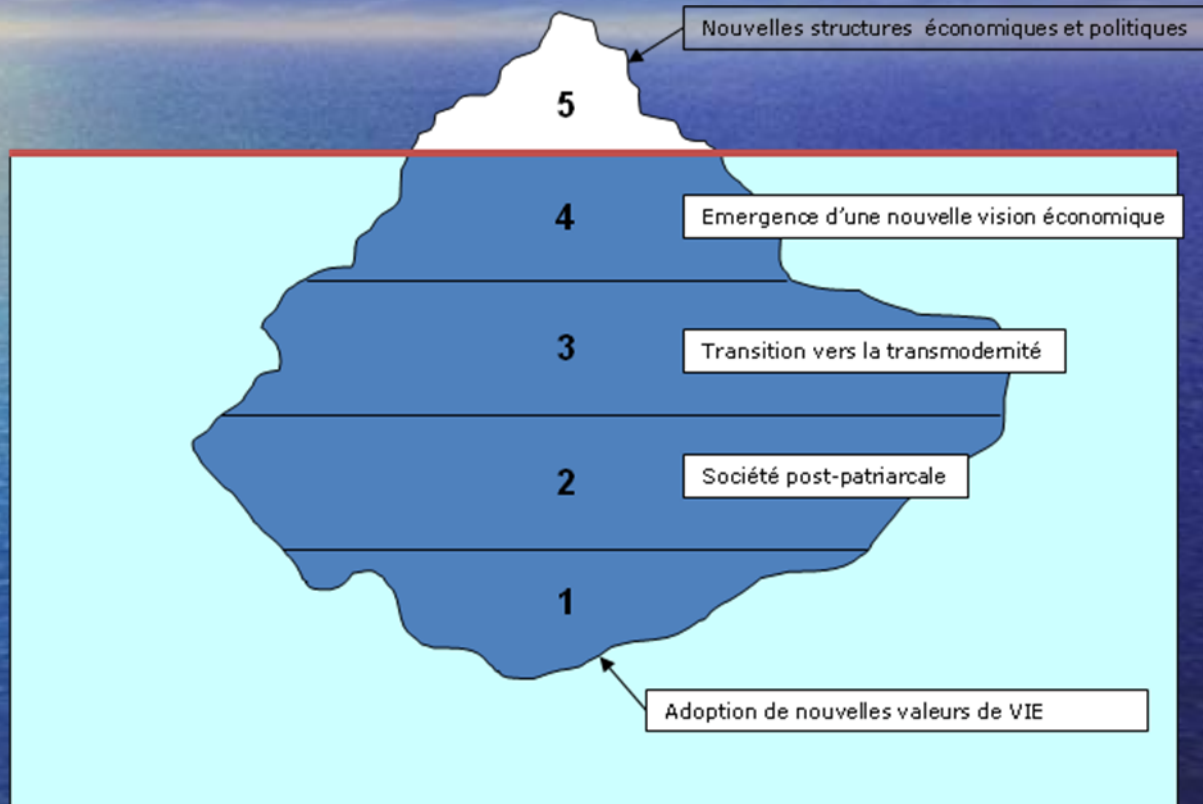 Nouvelles structures économiques et politiques
5
4
Emergence d'une nouvelle vision économique
3
Transition vers la transmodernité
2
Société post-patriarcale
1
Adoption de nouvelles valeurs de VIE